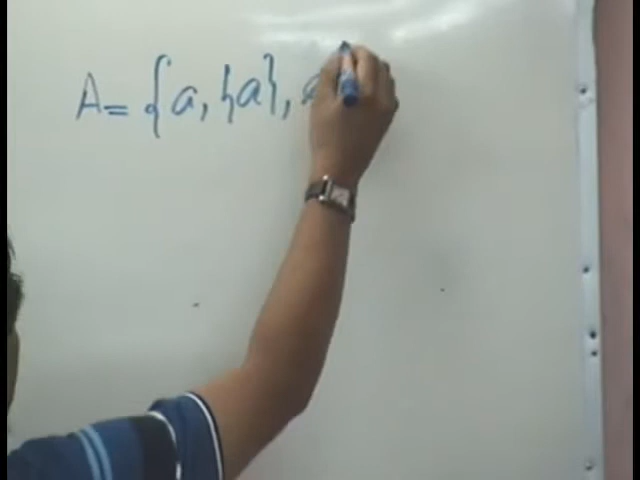 A = {a, {a},